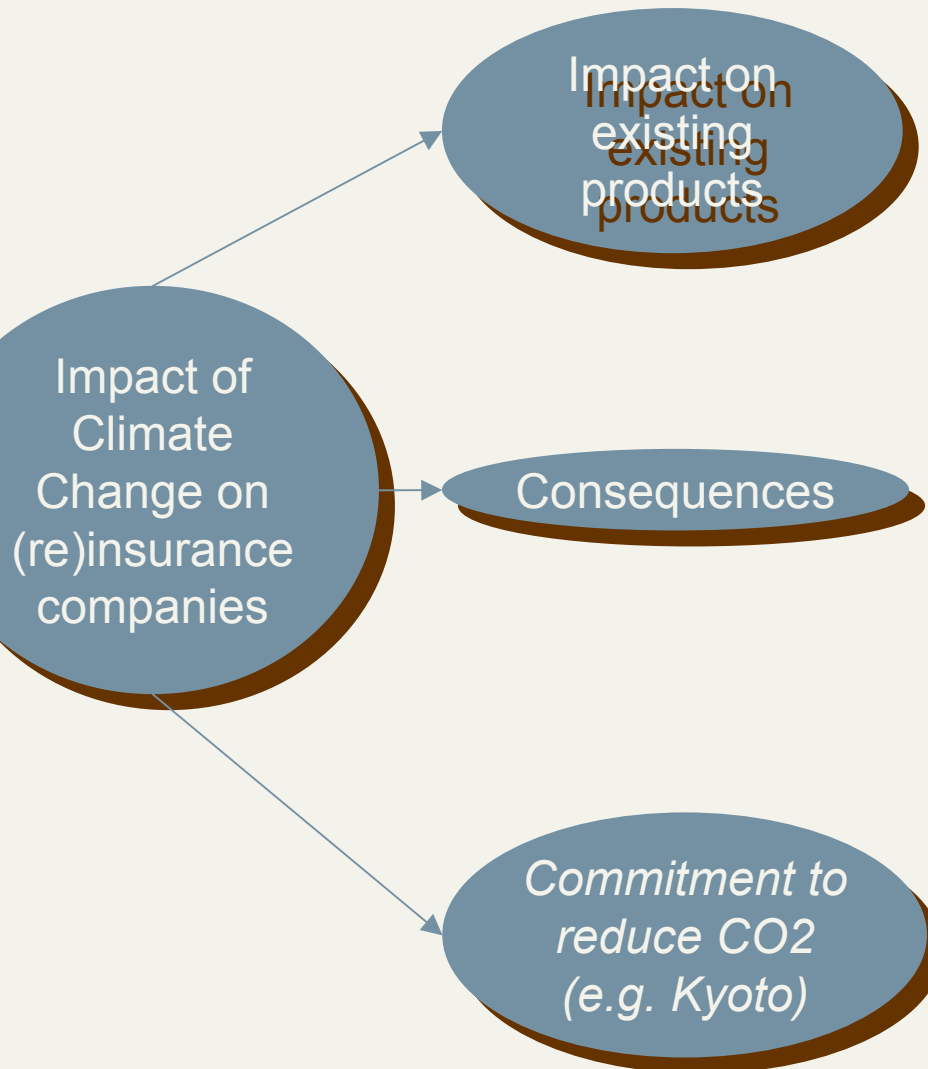 Impact on
existing
products
Impact of
Climate
Change on
(re)insurance
companies
Consequences
Commitment to
reduce CO2
(e.g. Kyoto)